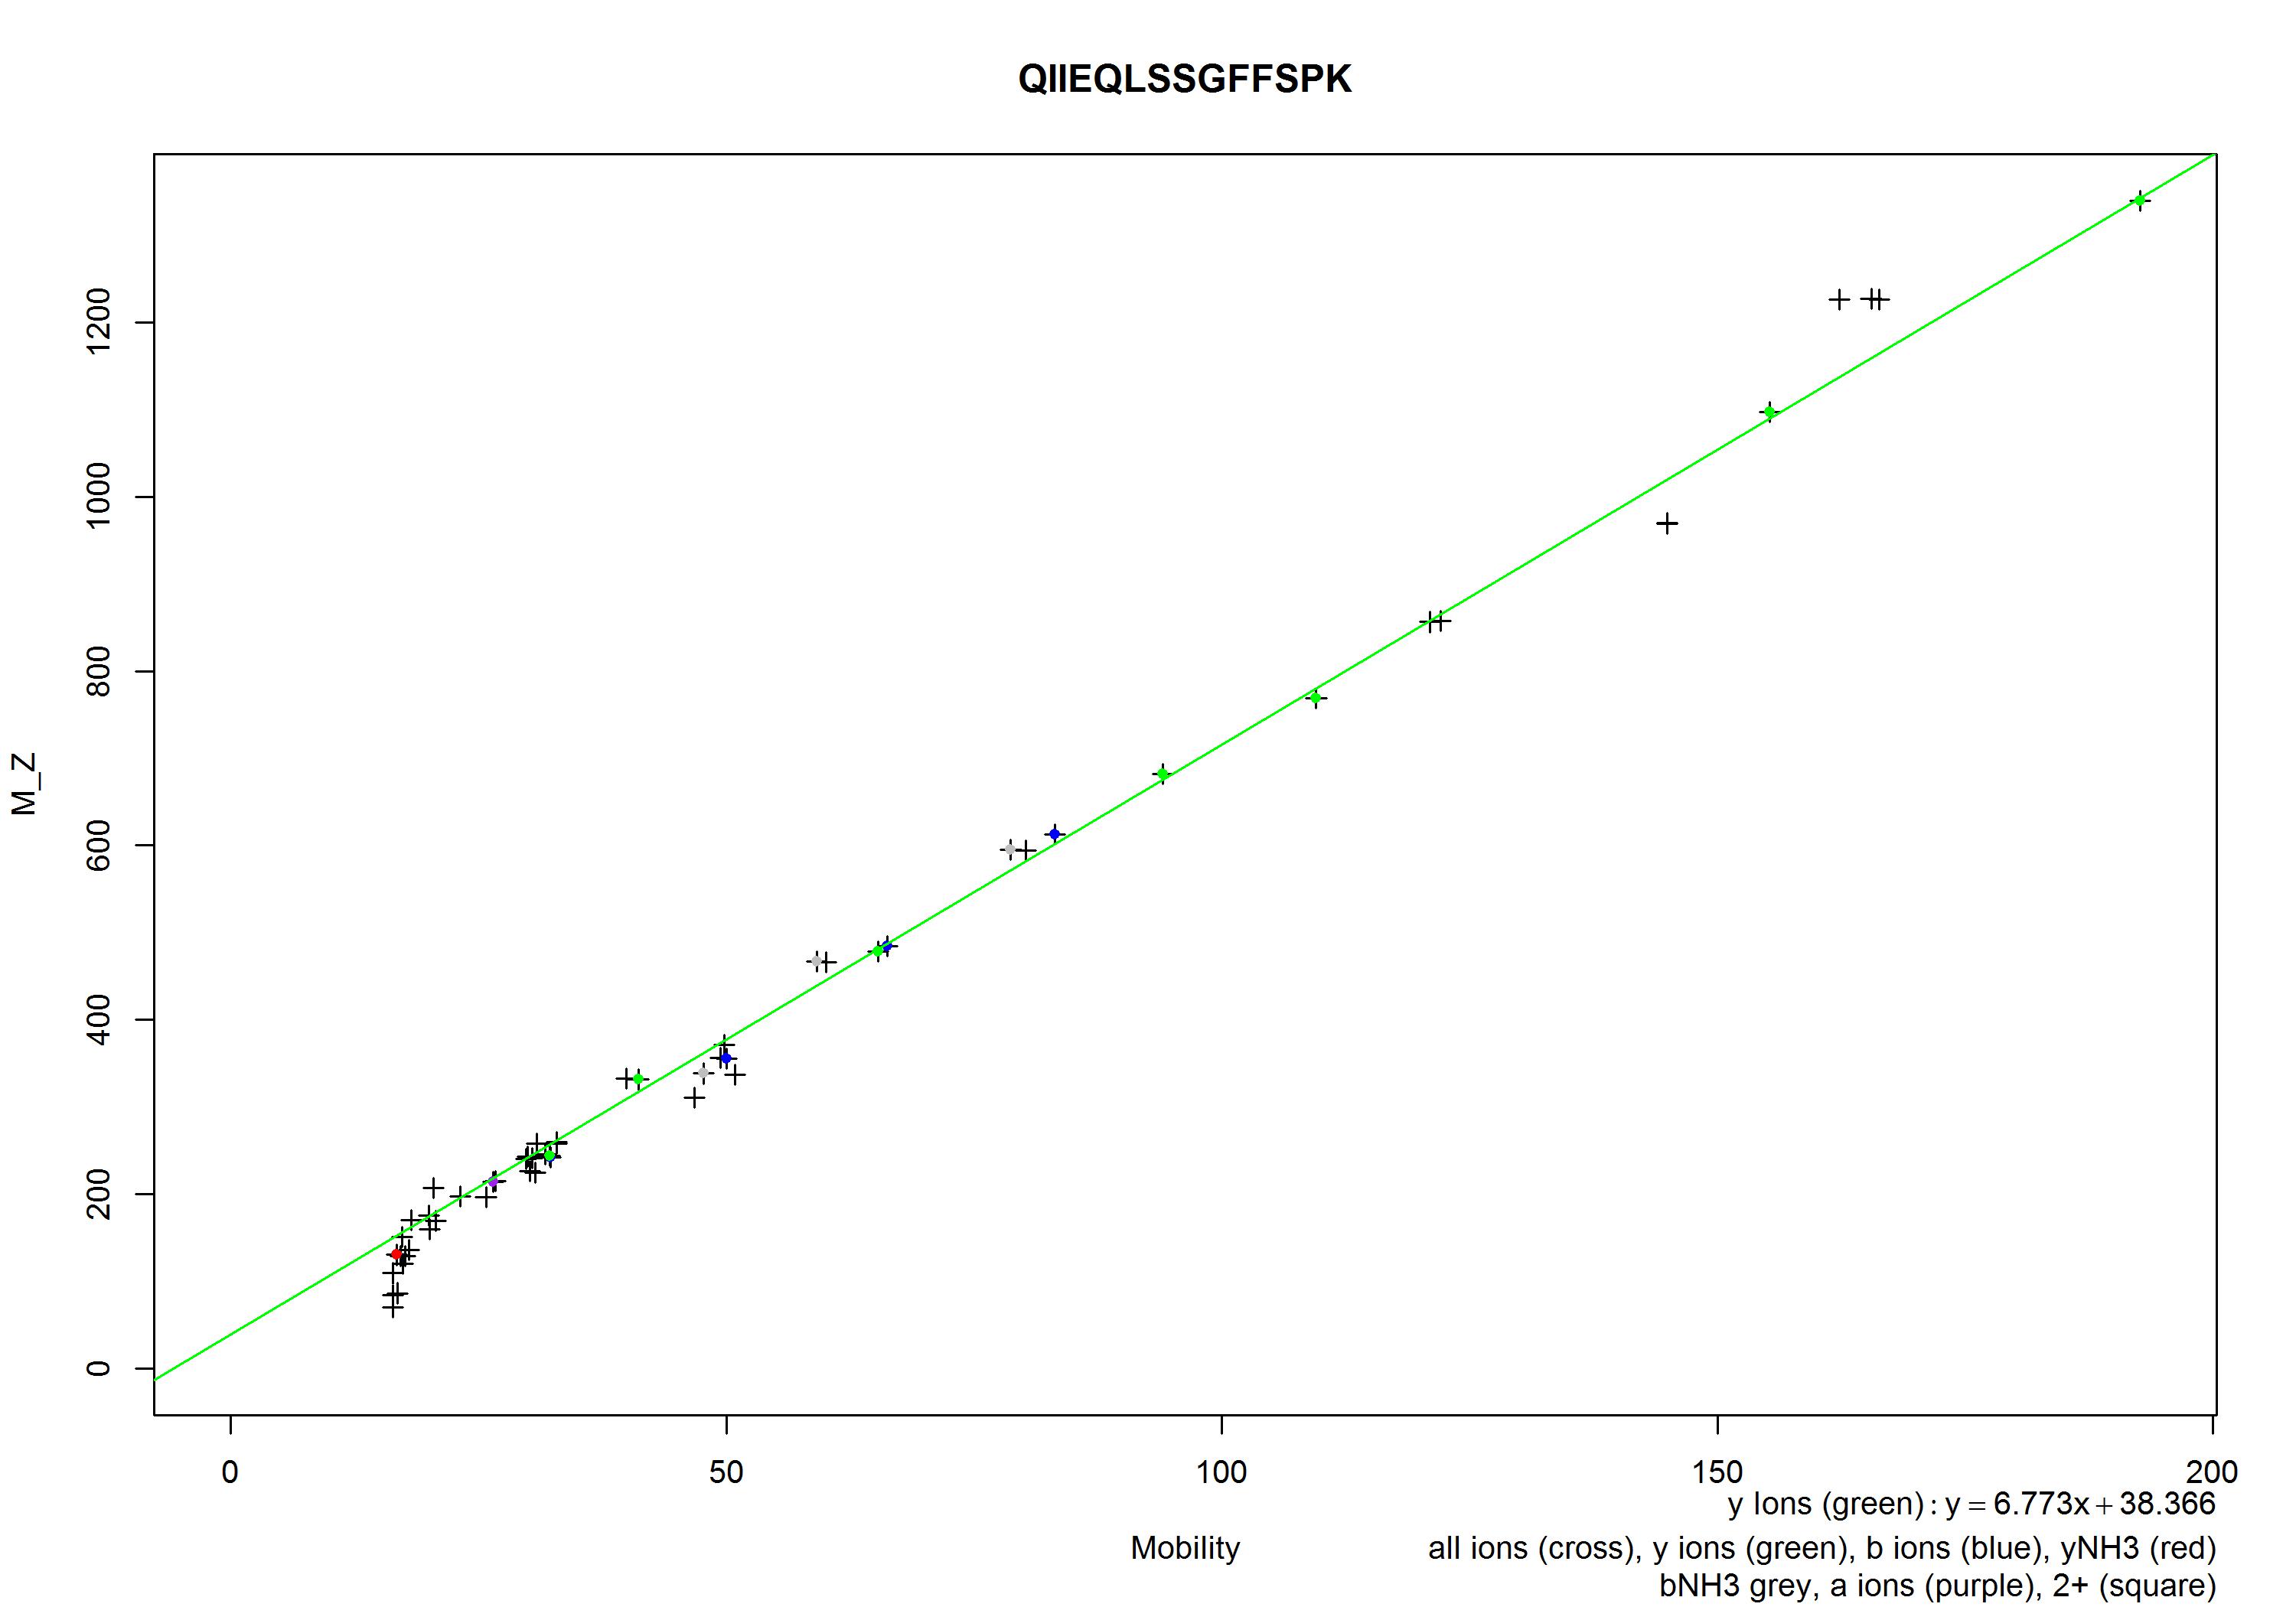 QIIEQLSSGFFSPK
M_Z
1200
1000
800
600
400
200
0
0 50 100 150 200
y Ions (green) : y = 6.773x + 38.366
Mobility
all ions (cross), y ions (green), b ions (blue), yNH3 (red)
bNH3 grey, a ions (purple), 2+ (square)